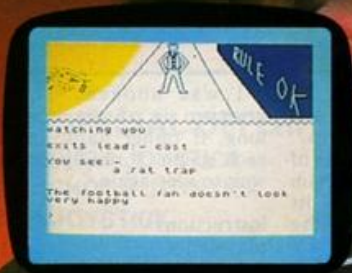 RULE OK
watching you
exits lead:- east
You see:-
a rat trap
The football fan doesn't look
very happy